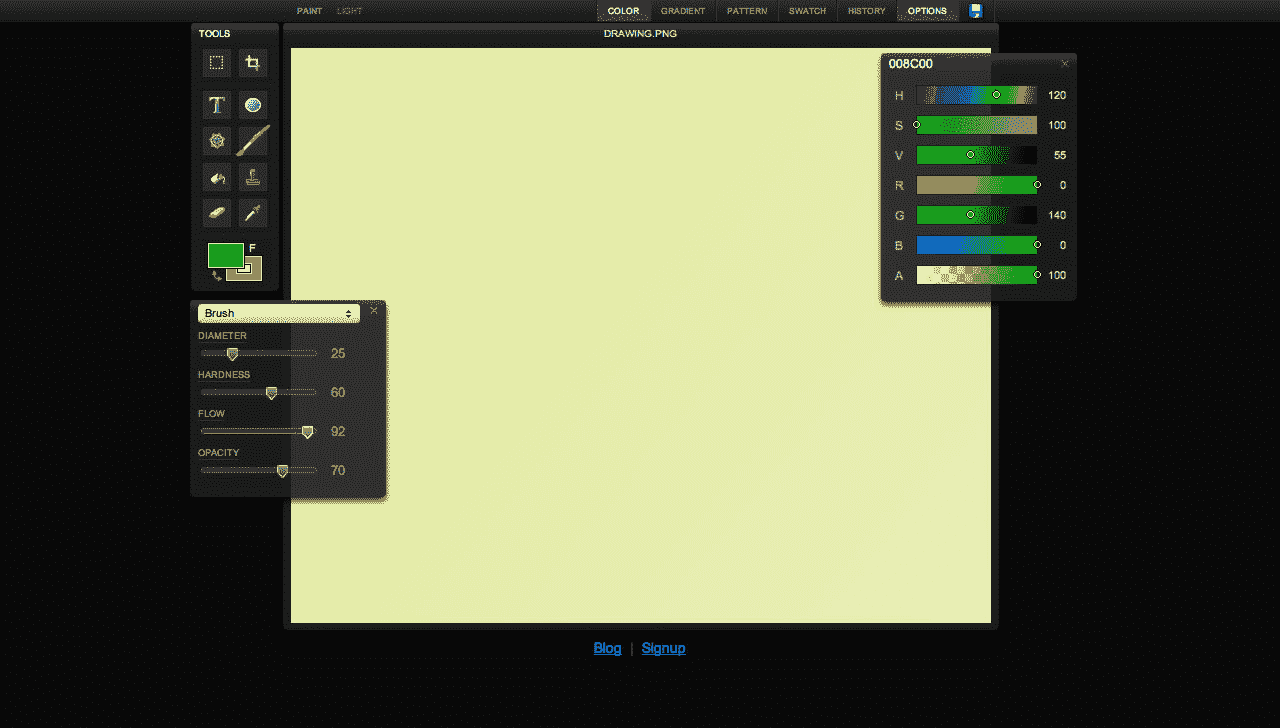 PAINT LIGHT COLOR GRADIENT PATTERN SWATCH HISTORY OPTIONS
TOOLS
DRAWING.PNG
T
F
008C00
H 120
S 100
V 55
R 0
G 140
B 0
A 100
Brush
DIAMETER
25
HARDNESS
60
FLOW
92
OPACITY
70
Blog | Signup